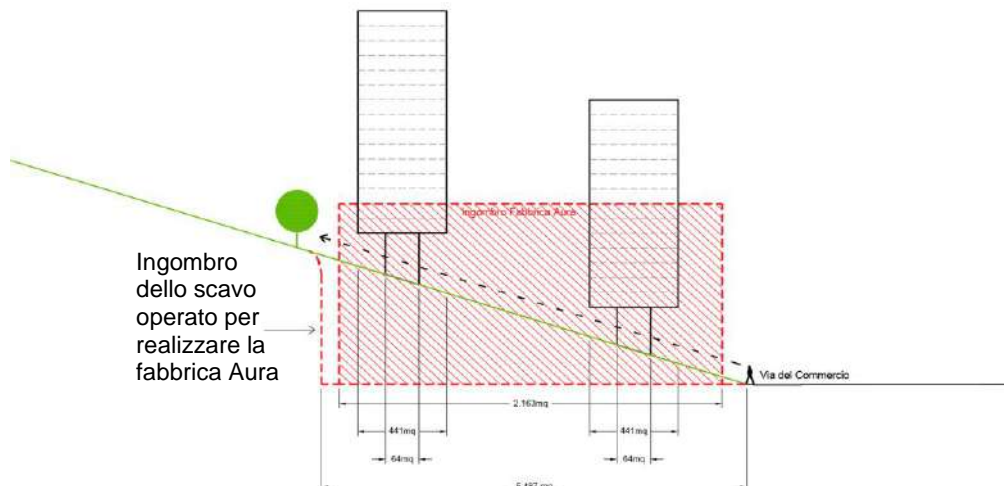 Ingombro Fabbrica Aura
Ingombro
dello scavo
operato per
realizzare la
fabbrica Aura
Via del Commercio
2.163mq
441mq
441mq
64mq
64mq